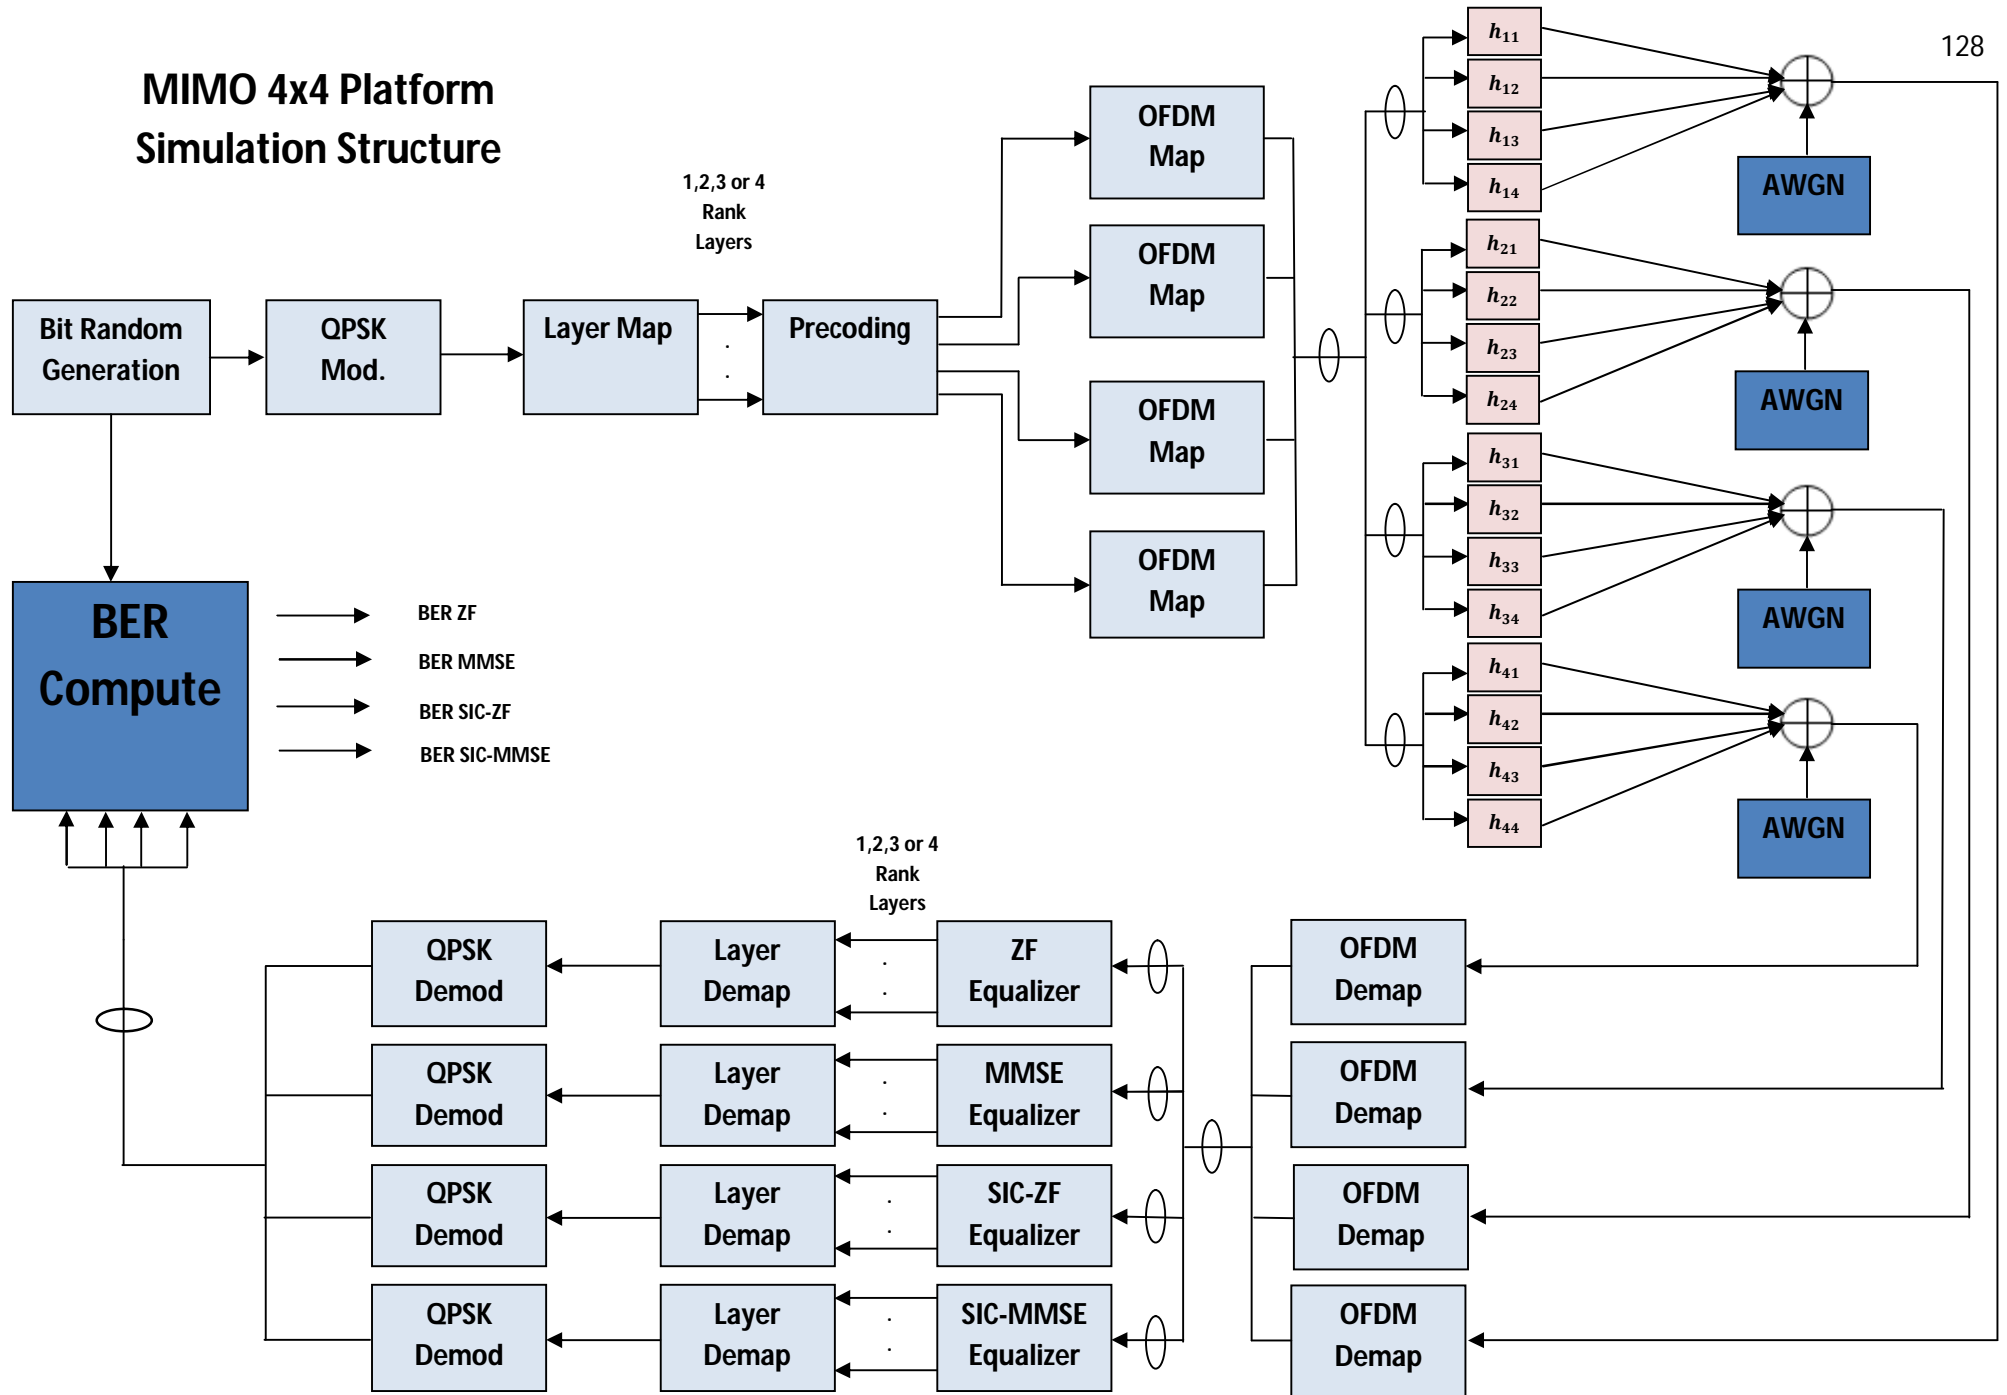 128
MIMO 4x4 Platform
Simulation Structure
1,2,3 or 4
Rank
Layers
Bit Random
Generation
QPSK
Mod.
Layer Map
.
.
Precoding
OFDM
Map
OFDM
Map
OFDM
Map
OFDM
Map
h11
h12
h13
h14
AWGN
h21
h22
h23
h24
AWGN
h31
h32
h33
h34
AWGN
h41
h42
h43
h44
AWGN
BER
Compute
BER ZF
BER MMSE
BER SIC-ZF
BER SIC-MMSE
1,2,3 or 4
Rank
Layers
QPSK
Demod
Layer
Demap
.
.
ZF
Equalizer
OFDM
Demap
QPSK
Demod
Layer
Demap
.
.
MMSE
Equalizer
OFDM
Demap
QPSK
Demod
Layer
Demap
.
.
SIC-ZF
Equalizer
OFDM
Demap
QPSK
Demod
Layer
Demap
.
.
SIC-MMSE
Equalizer
OFDM
Demap